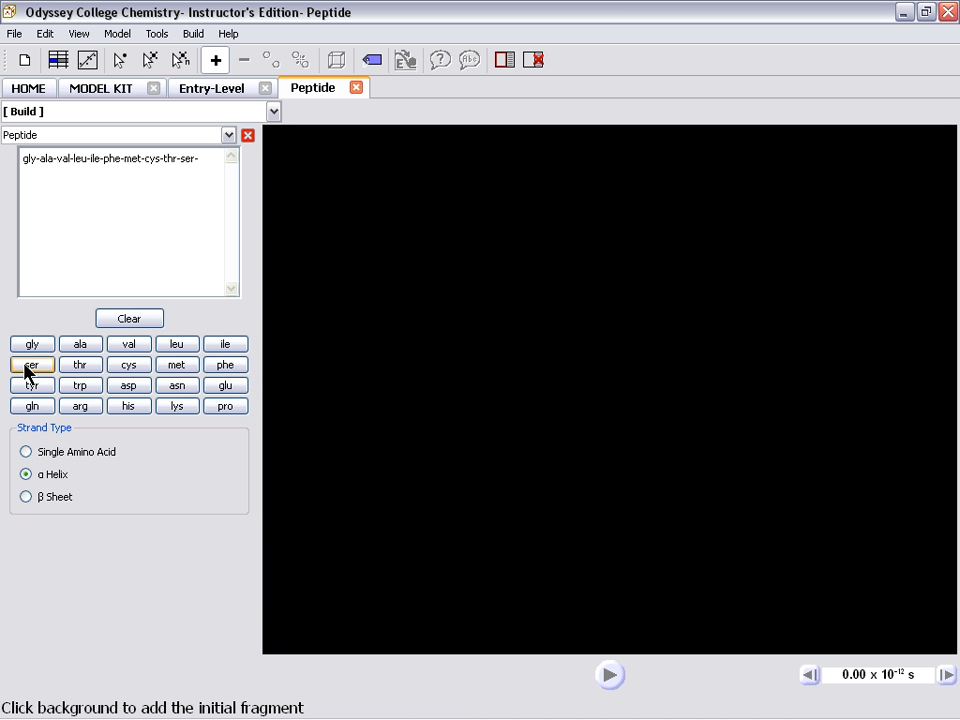 Odyssey College Chemistry- Instructor's Edition- Peptide
File Edit View Model Tools Build Help
Abc
HOME MODEL KIT Entry-Level Peptide
[ Build ]
Peptide
gly-ala-val-leu-ile-phe-met-cys-thr-ser-
Clear
gly ala val leu ile
ser thr cys met phe
tyr trp asp asn glu
gln arg his lys pro
Strand Type
Single Amino Acid
α Helix
β Sheet
0.00 x 10⁻¹² s
Click background to add the initial fragment